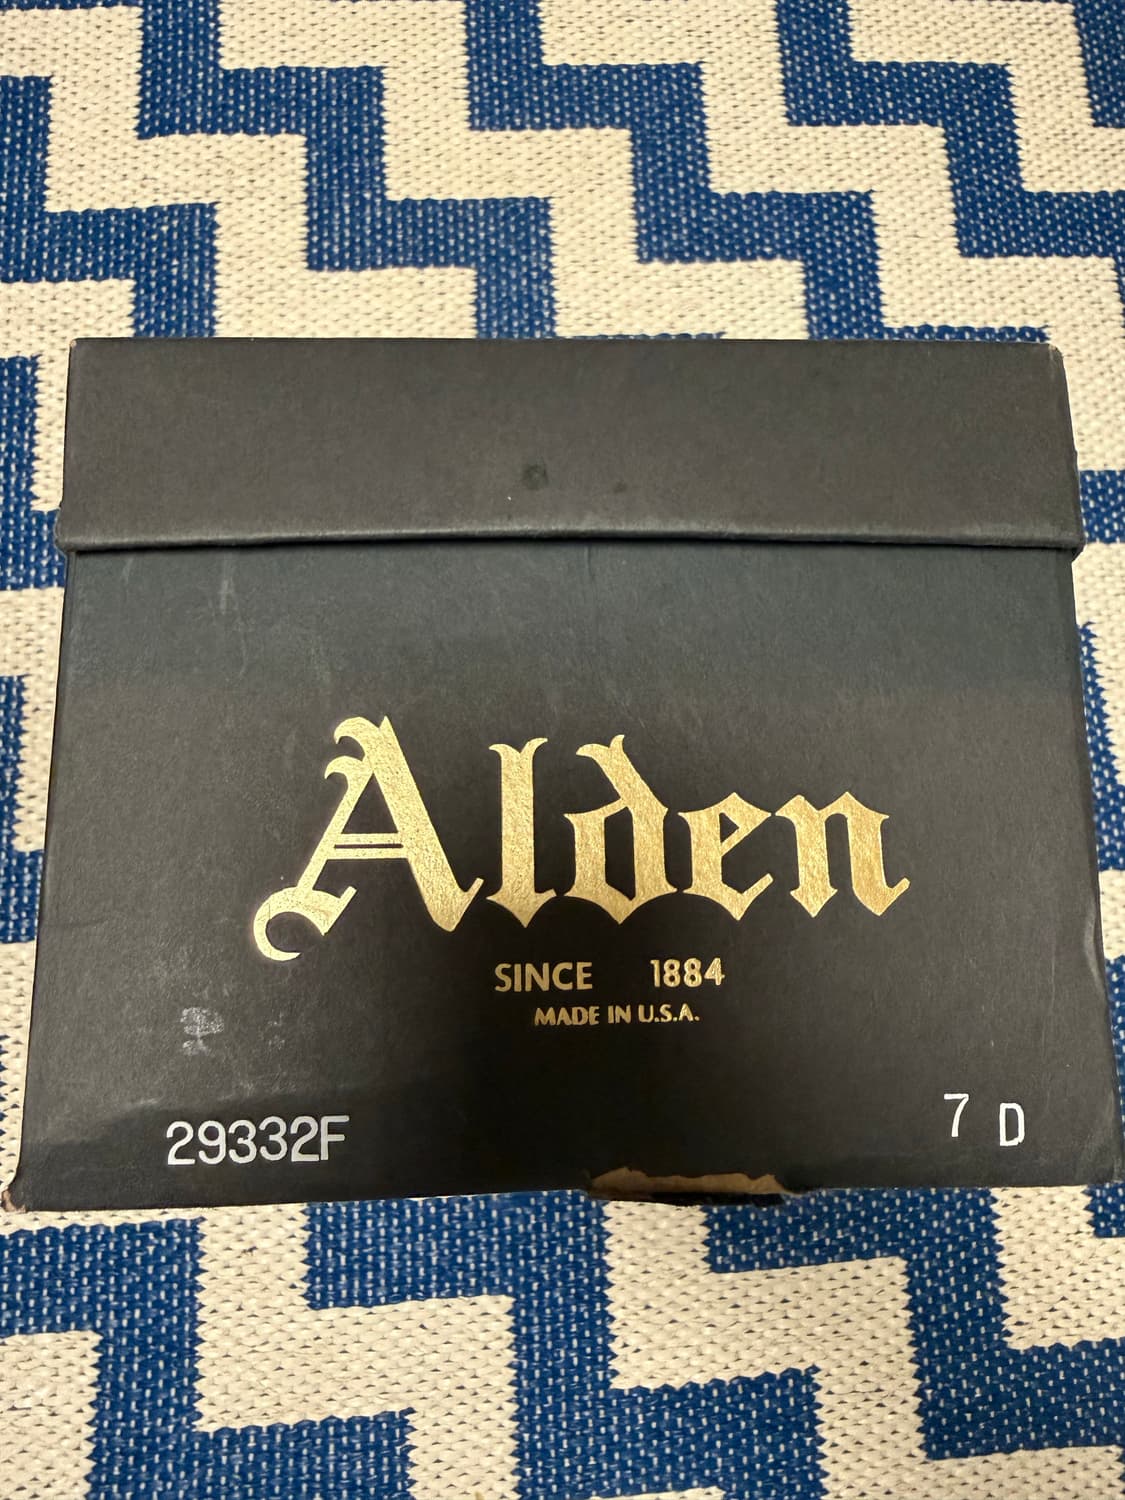 Alden
SINCE 1884
MADE IN U.S.A.
29332F 7 D